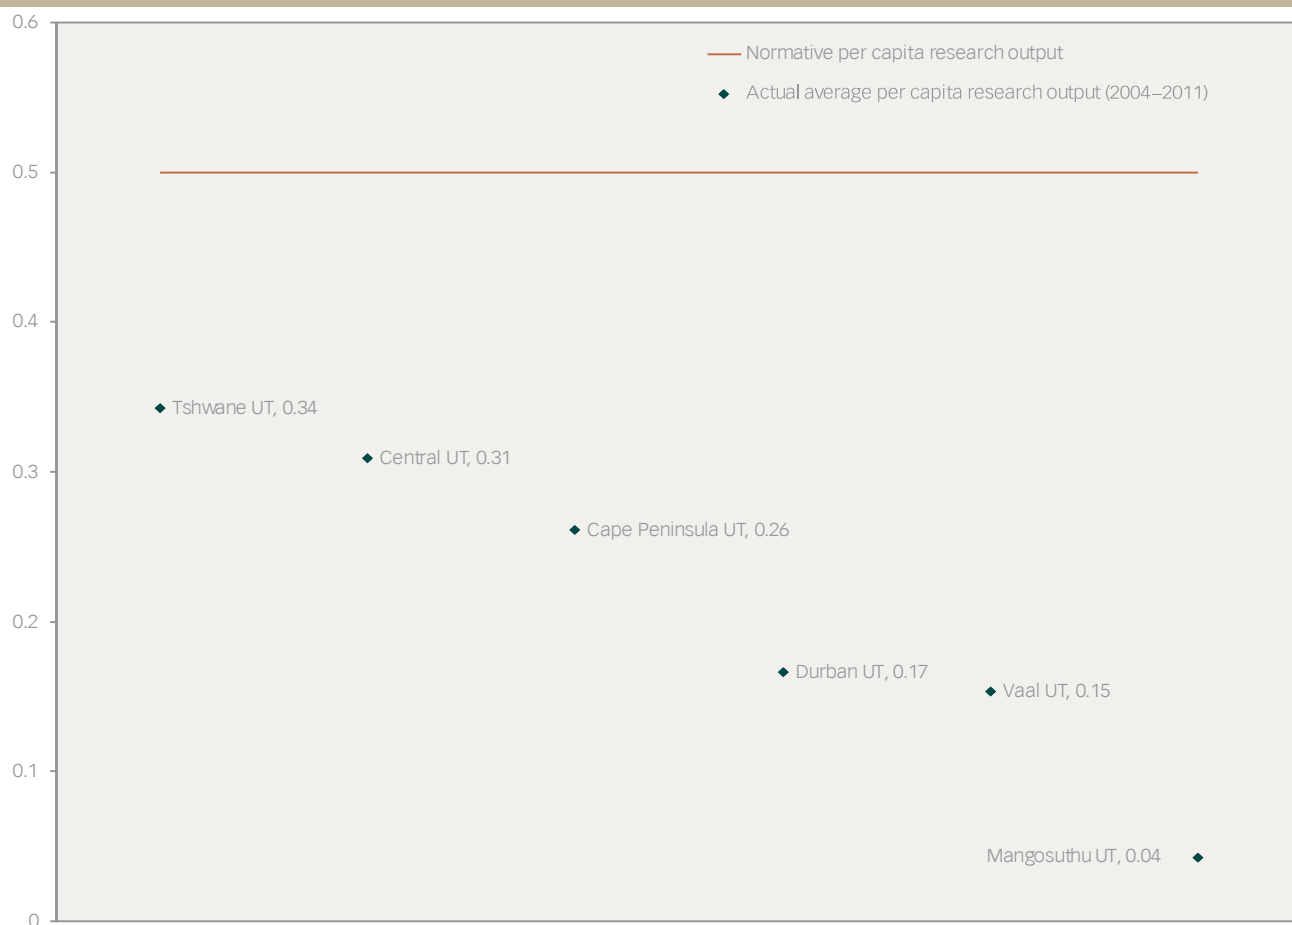 0.6
Normative per capita research output
Actual average per capita research output (2004–2011)
0.5
0.4
Tshwane UT, 0.34
Central UT, 0.31
0.3
Cape Peninsula UT, 0.26
0.2
Durban UT, 0.17
Vaal UT, 0.15
0.1
Mangosuthu UT, 0.04
0